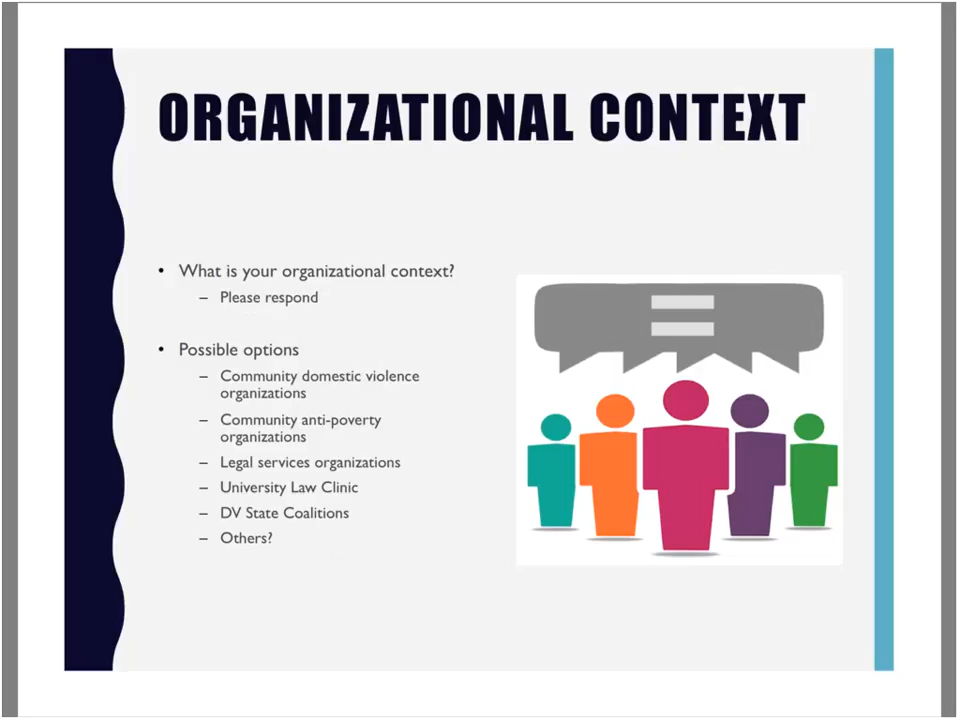 ORGANIZATIONAL CONTEXT
• What is your organizational context?
– Please respond
• Possible options
– Community domestic violence
organizations
– Community anti-poverty
organizations
– Legal services organizations
– University Law Clinic
– DV State Coalitions
– Others?